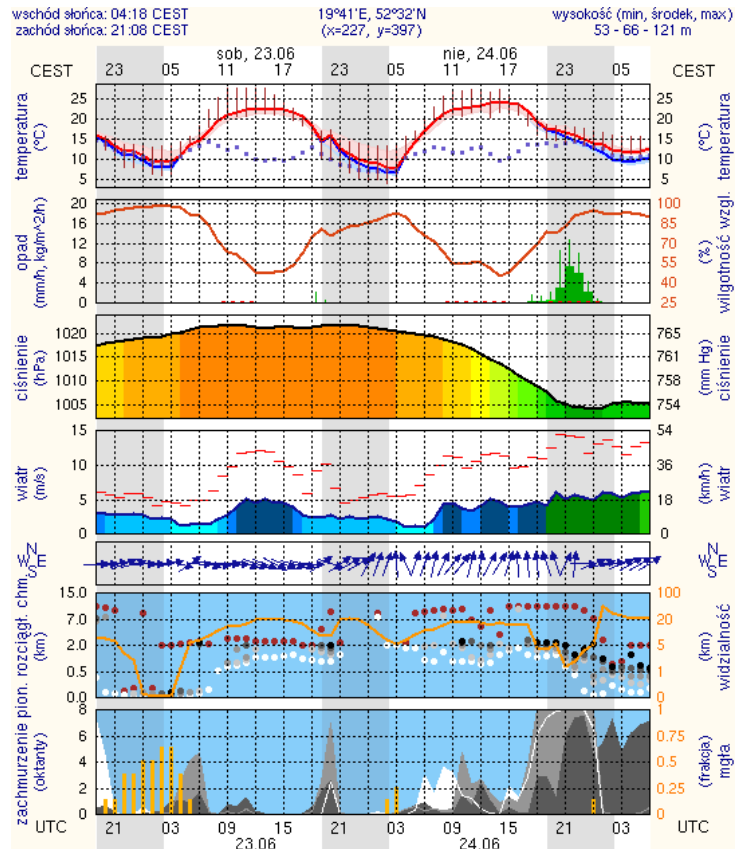 wschód słońca: 04:18 CEST 19°41'E, 52°32'N wysokość (min, środek, max)
zachód słońca: 21:08 CEST (x=227, y=397) 53 - 66 - 121 m
sob, 23.06 nie, 24.06
CEST 23 05 11 17 23 05 11 17 23 05 CEST
temperatura (°C)
25 20 15 10 5
25 20 15 10 5
temperatura (°C)
opad (mm/h, kg/m^2/h)
20 16 12 8 4 0
100 85 70 55 40 25
(%) wilgotność wzgl.
ciśnienie (hPa)
1020 1015 1010 1005
765 761 758 754
(mm Hg) ciśnienie
wiatr (m/s)
15 10 5 0
54 36 18 0
(km/h) wiatr
N W E S
N W E S
pion. rozciągł. chm. (km)
15.0 7.0 2.0 0.5 0.0
100 20 5 1 0
(km) widzialność
zachmurzenie (oktanty)
8 6 4 2 0
1 0.75 0.5 0.25 0
(frakcja) mgła
UTC 21 03 09 15 21 03 09 15 21 03 UTC
23.06 24.06